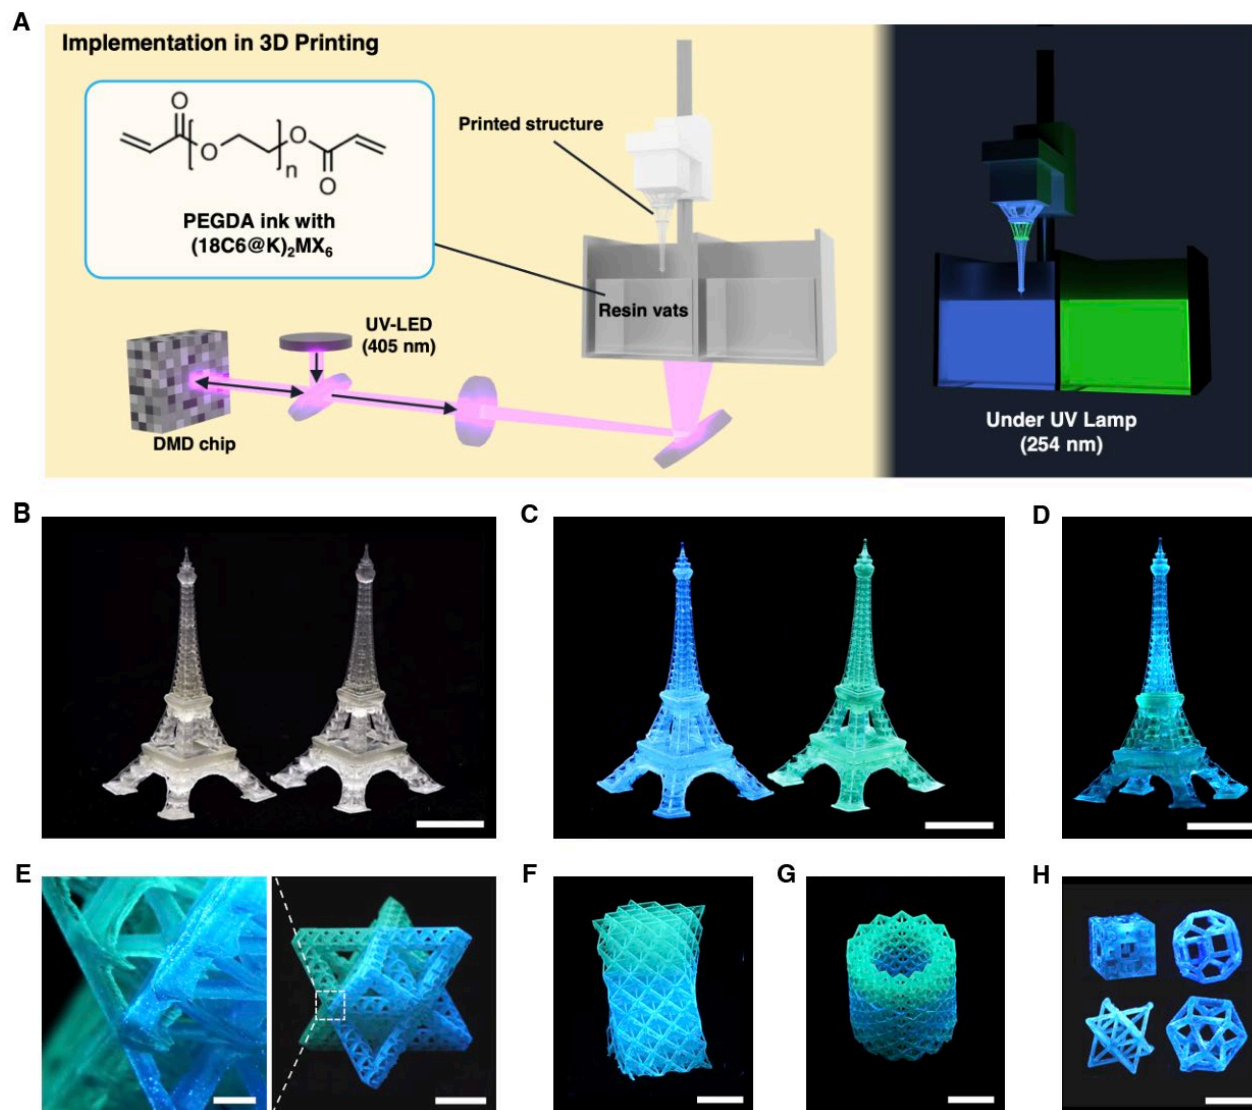 A
Implementation in 3D Printing
O
O
O
n
O
PEGDA ink with
(18C6@K)₂MX₆
Printed structure
Resin vats
UV-LED
(405 nm)
DMD chip
Under UV Lamp
(254 nm)
B
C
D
E
F
G
H